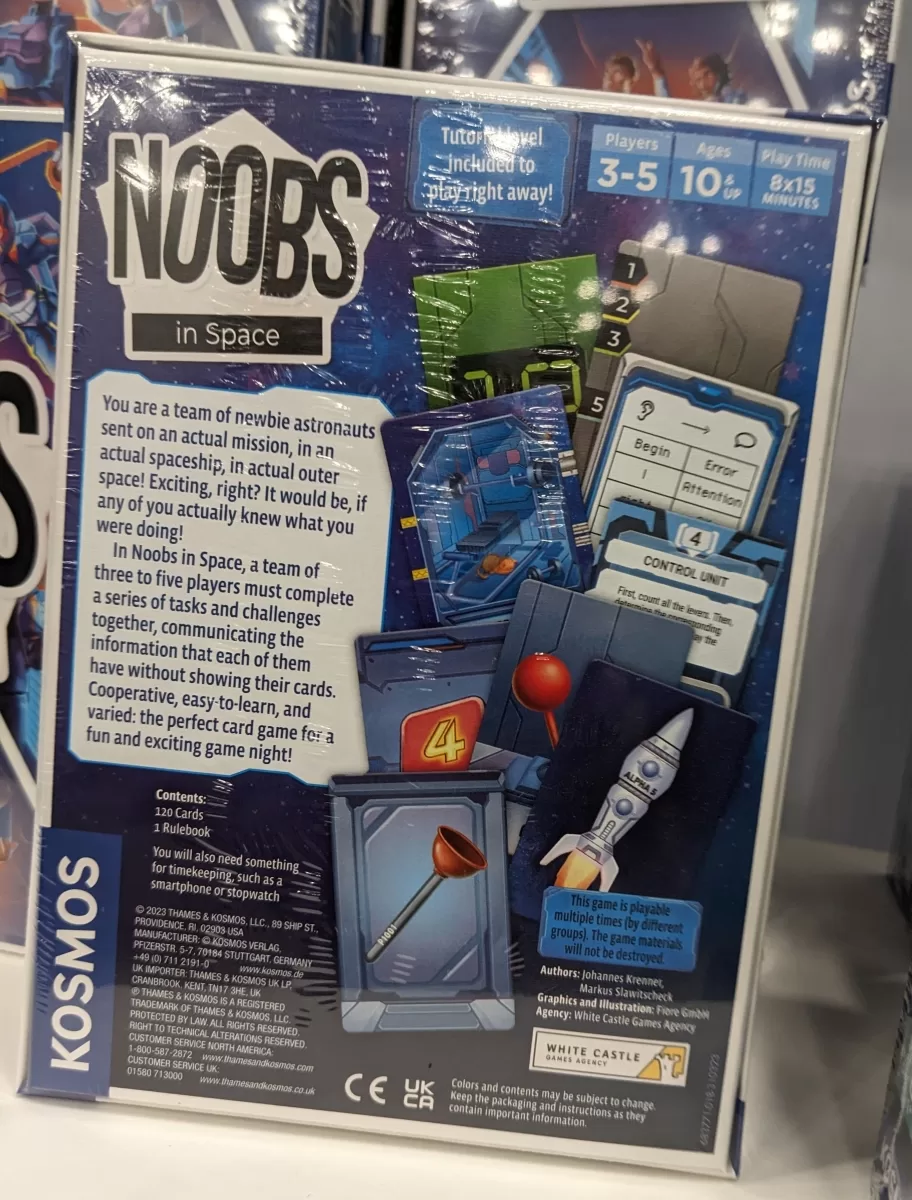 NOOBS
in Space
Tutorial level
included to
play right away!
Players
3-5
Ages
10 & UP
Play Time
8x15
MINUTES
You are a team of newbie astronauts
sent on an actual mission, in an
actual spaceship, in actual outer
space! Exciting, right? It would be, if
any of you actually knew what you
were doing!
In Noobs in Space, a team of
three to five players must complete
a series of tasks and challenges
together, communicating the
information that each of them
have without showing their cards.
Cooperative, easy-to-learn, and
varied: the perfect card game for a
fun and exciting game night!
1
2
3
5
Begin
Error
I
Attention
4
CONTROL UNIT
First, count all the levers. Then,
determine the corresponding
4
ALPHA 5
P1001
Contents:
120 Cards
1 Rulebook
You will also need something
for timekeeping, such as a
smartphone or stopwatch
© 2023 THAMES & KOSMOS, LLC., 89 SHIP ST.,
PROVIDENCE, RI, 02903 USA
MANUFACTURER: © KOSMOS VERLAG,
PFIZERSTR. 5-7, 70184 STUTTGART, GERMANY
+49 (0) 711 2191-0 www.kosmos.de
UK IMPORTER: THAMES & KOSMOS UK LP,
CRANBROOK, KENT, TN17 3HE, UK
® THAMES & KOSMOS IS A REGISTERED
TRADEMARK OF THAMES & KOSMOS, LLC.
PROTECTED BY LAW. ALL RIGHTS RESERVED.
RIGHT TO TECHNICAL ALTERATIONS RESERVED.
CUSTOMER SERVICE NORTH AMERICA:
1-800-587-2872 www.thamesandkosmos.com
CUSTOMER SERVICE UK:
01580 713000 www.thamesandkosmos.co.uk
KOSMOS
This game is playable
multiple times (by different
groups). The game materials
will not be destroyed.
Authors: Johannes Krenner,
Markus Slawitscheck
Graphics and Illustration: Fiore GmbH
Agency: White Castle Games Agency
WHITE CASTLE
GAMES AGENCY
CE
UK
CA
Colors and contents may be subject to change.
Keep the packaging and instructions as they
contain important information.